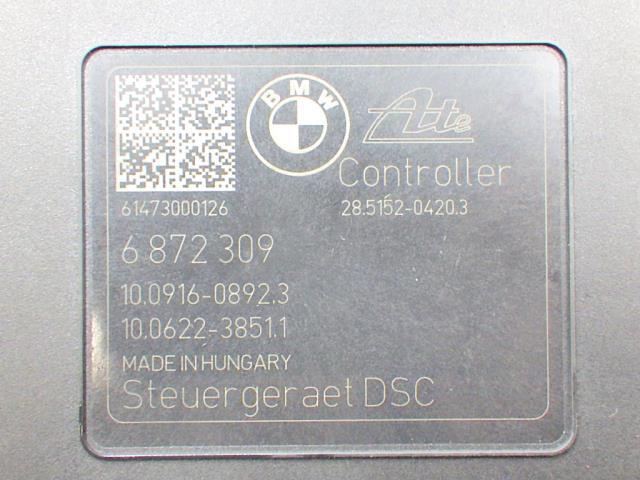 BMW
Ate
Controller
61473000126
28.5152-0420.3
6 872 309
10.0916-0892.3
10.0622-3851.1
MADE IN HUNGARY
Steuergeraet DSC